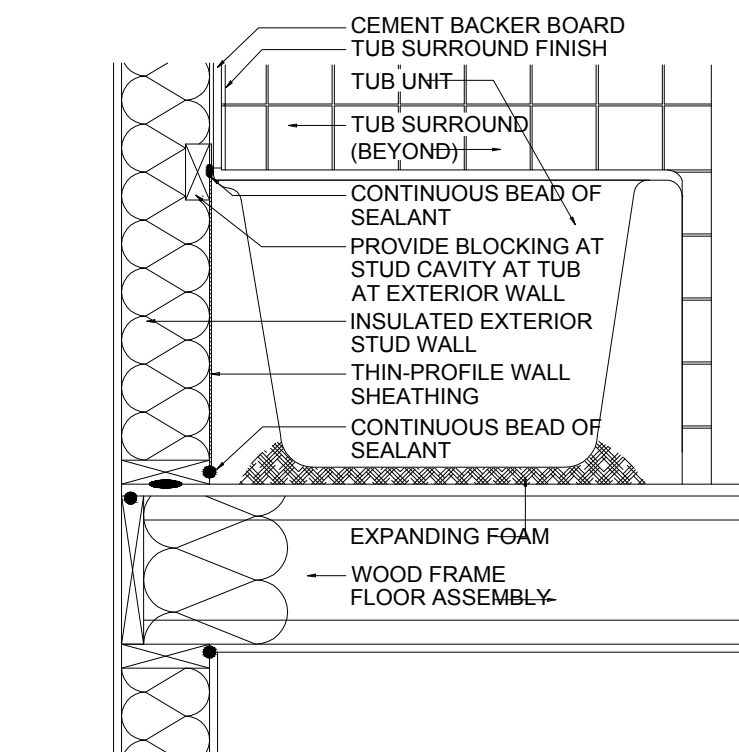 CEMENT BACKER BOARD
TUB SURROUND FINISH
TUB UNIT
TUB SURROUND
(BEYOND)
CONTINUOUS BEAD OF
SEALANT
PROVIDE BLOCKING AT
STUD CAVITY AT TUB
AT EXTERIOR WALL
INSULATED EXTERIOR
STUD WALL
THIN-PROFILE WALL
SHEATHING
CONTINUOUS BEAD OF
SEALANT
EXPANDING FOAM
WOOD FRAME
FLOOR ASSEMBLY